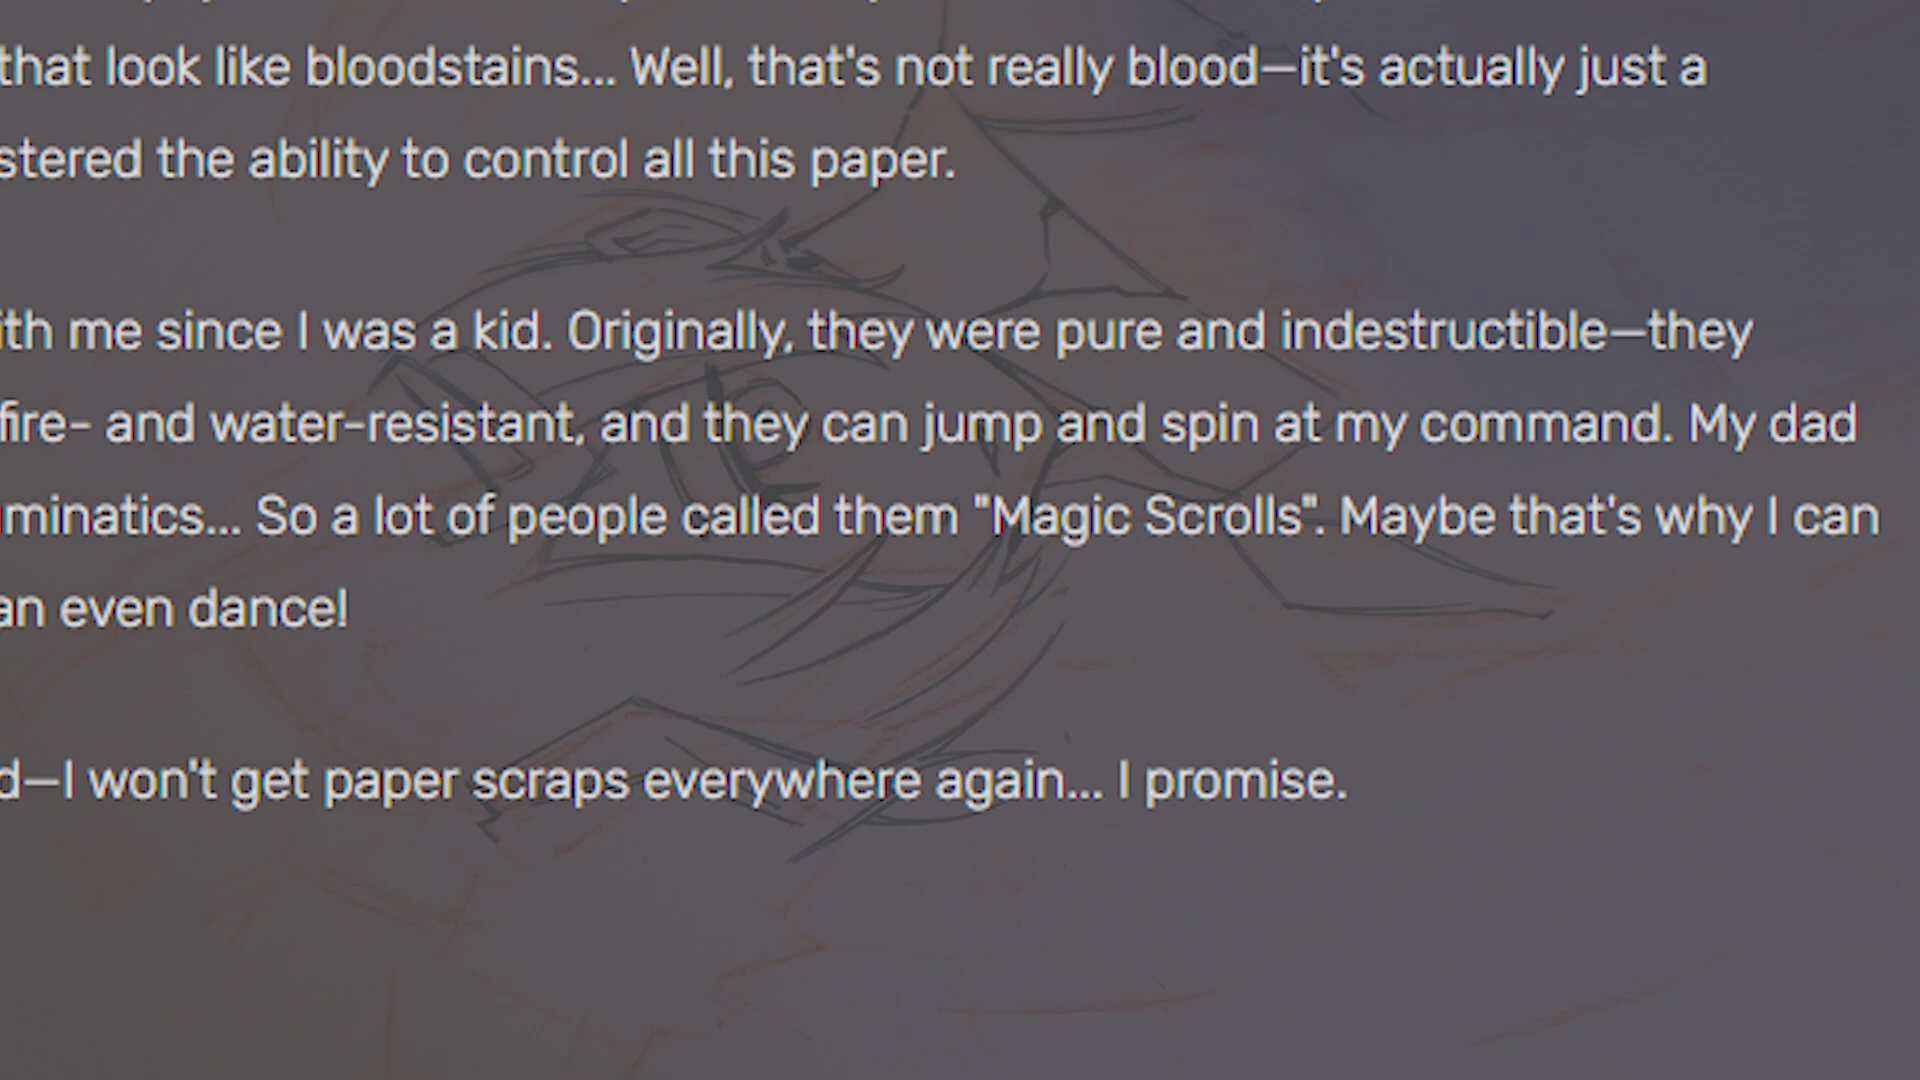 that look like bloodstains... Well, that's not really blood—it's actually just a
stered the ability to control all this paper.
ith me since I was a kid. Originally, they were pure and indestructible—they
fire- and water-resistant, and they can jump and spin at my command. My dad
minatics... So a lot of people called them "Magic Scrolls". Maybe that's why I can
an even dance!
d—I won't get paper scraps everywhere again... I promise.